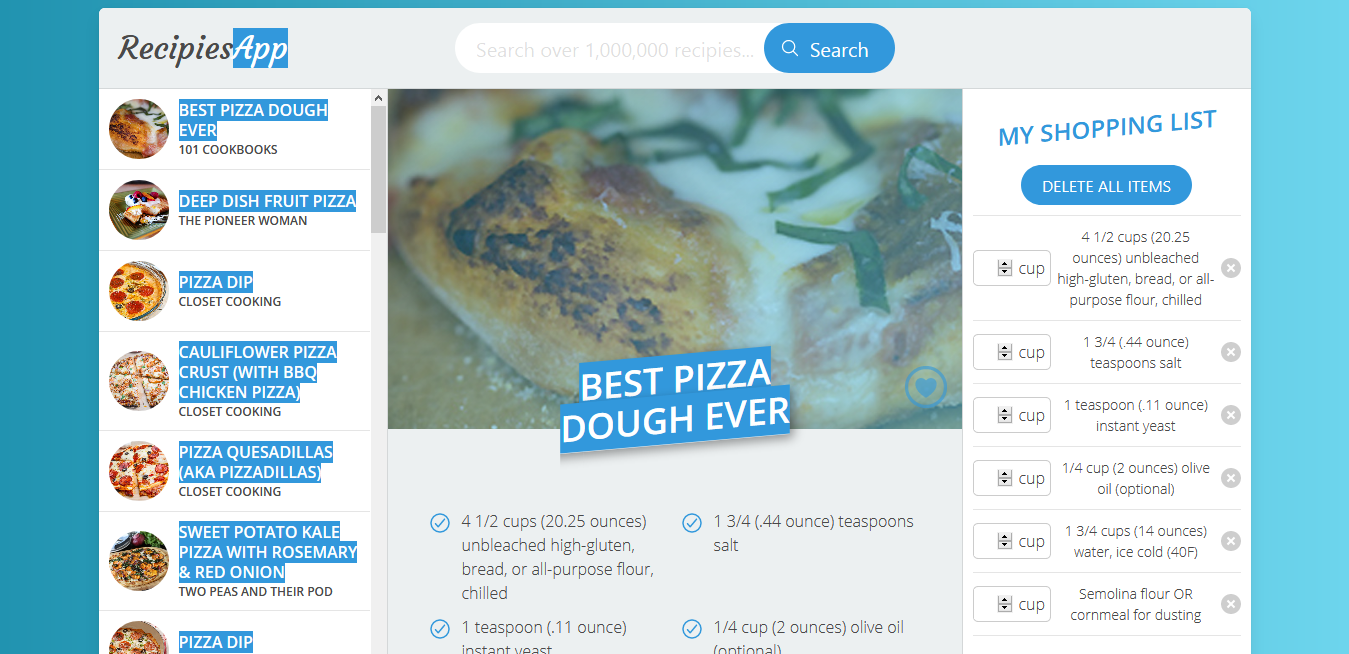 RecipiesApp
Search over 1,000,000 recipies...
Search
BEST PIZZA DOUGH
EVER
101 COOKBOOKS
DEEP DISH FRUIT PIZZA
THE PIONEER WOMAN
PIZZA DIP
CLOSET COOKING
CAULIFLOWER PIZZA
CRUST (WITH BBQ
CHICKEN PIZZA)
CLOSET COOKING
PIZZA QUESADILLAS
(AKA PIZZADILLAS)
CLOSET COOKING
SWEET POTATO KALE
PIZZA WITH ROSEMARY
& RED ONION
TWO PEAS AND THEIR POD
PIZZA DIP
BEST PIZZA
DOUGH EVER
4 1/2 cups (20.25 ounces)
unbleached high-gluten,
bread, or all-purpose flour,
chilled
1 3/4 (.44 ounce) teaspoons
salt
1 teaspoon (.11 ounce)
instant yeast
1/4 cup (2 ounces) olive oil
(optional)
MY SHOPPING LIST
DELETE ALL ITEMS
cup
4 1/2 cups (20.25
ounces) unbleached
high-gluten, bread, or all-
purpose flour, chilled
cup
1 3/4 (.44 ounce)
teaspoons salt
cup
1 teaspoon (.11 ounce)
instant yeast
cup
1/4 cup (2 ounces) olive
oil (optional)
cup
1 3/4 cups (14 ounces)
water, ice cold (40F)
cup
Semolina flour OR
cornmeal for dusting